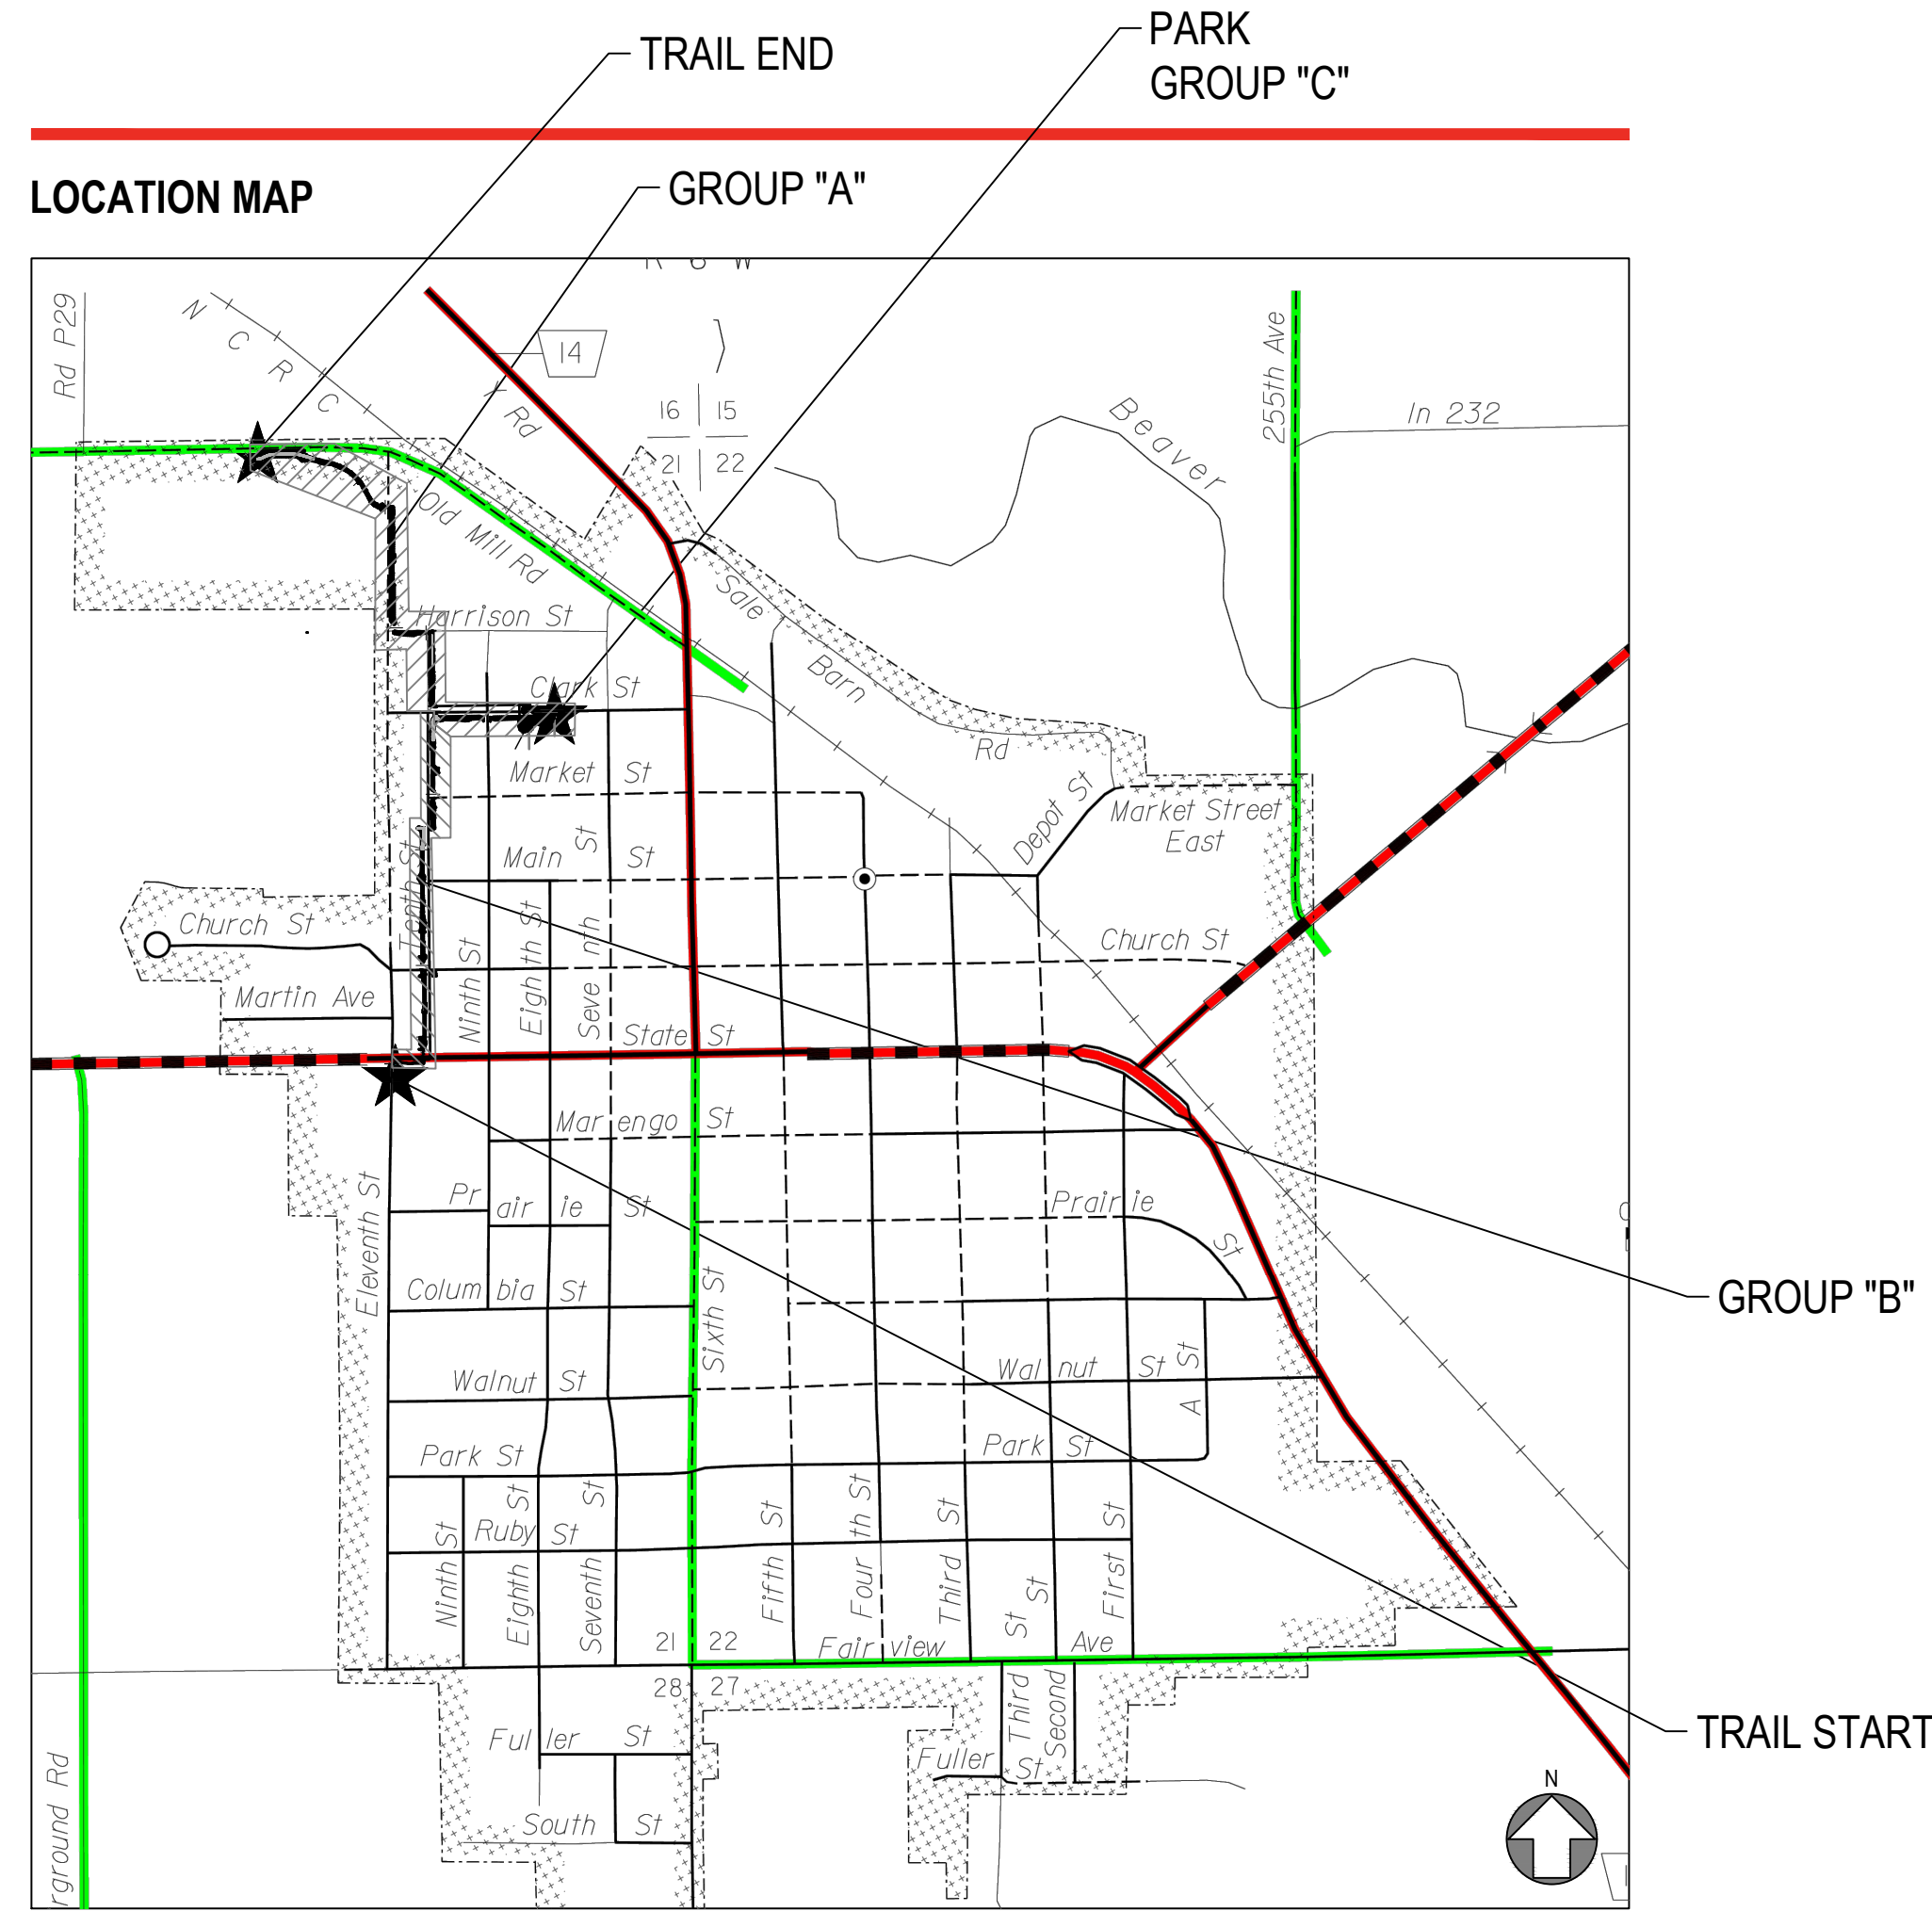 PARK
TRAIL END
GROUP "C"
GROUP "A"
LOCATION MAP
R 6 W
Rd P29
N C R C
14
X Rd
255th Ave
Beaver
In 232
16 15
21 22
Old Mill Rd
Sale Barn Rd
Harrison St
Clark St
Market St
Depot St
Market Street
East
Main St
Tenth St
Church St
Church St
Ninth St
Eighth St
Seventh St
Martin Ave
State St
Marengo St
Eleventh St
Prairie St
Prairie St
Columbia St
Sixth St
GROUP "B"
Walnut St
Walnut St
A St
Park St
Park St
Ruby St
Ninth St
Eighth St
Seventh St
Fifth St
Fourth St
Third St
St
First St
21 22
Fairview Ave
28 27
Third St
Second
TRAIL START
Fuller St
Fuller St
South St
rground Rd
N